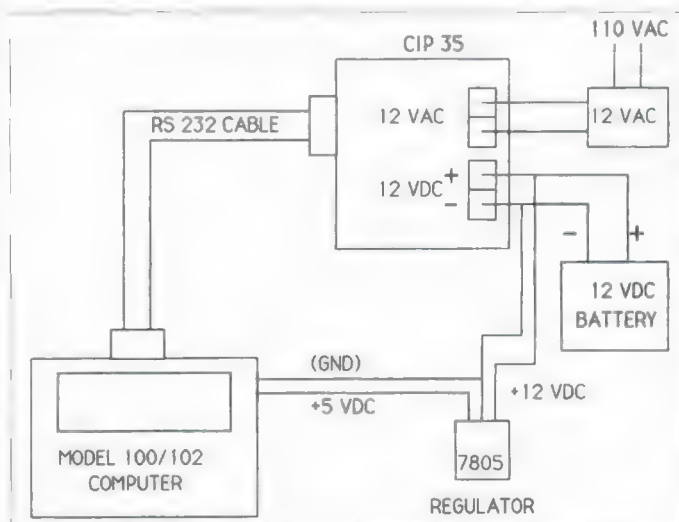 CIP 35
110 VAC
RS 232 CABLE
12 VAC
12 VAC
12 VDC
+
-
-
+
12 VDC
BATTERY
(GND)
+5 VDC
+12 VDC
MODEL 100/102
COMPUTER
7805
REGULATOR